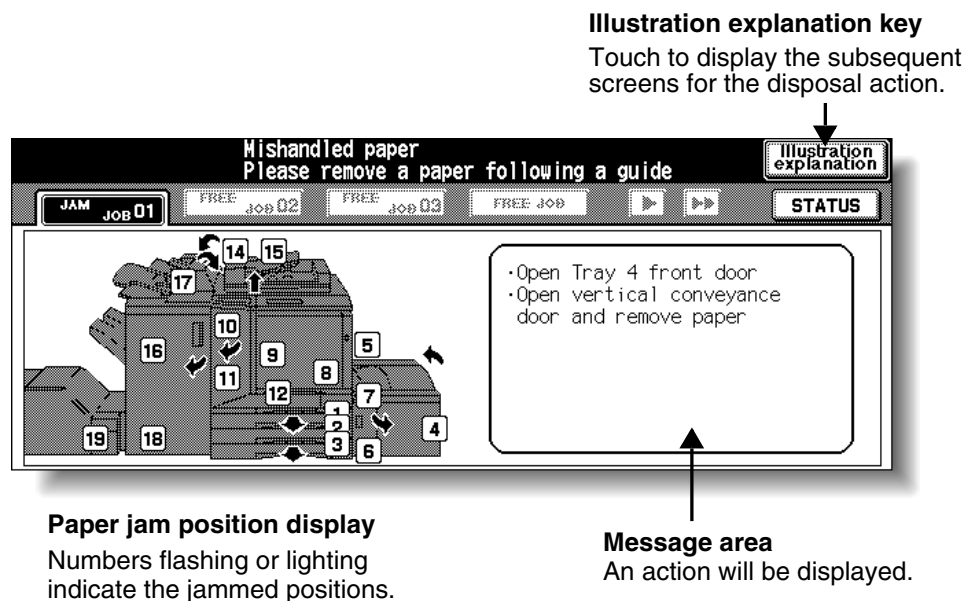 Illustration explanation key
Touch to display the subsequent
screens for the disposal action.
Mishandled paper
Please remove a paper following a guide
Illustration
explanation
JAM JOB 01
FREE JOB 02
FREE JOB 03
FREE JOB
STATUS
14 15
17
10
16
9
5
11
8
12
7
1
2
4
3
19 18
6
·Open Tray 4 front door
·Open vertical conveyance
door and remove paper
Paper jam position display
Numbers flashing or lighting
indicate the jammed positions.
Message area
An action will be displayed.